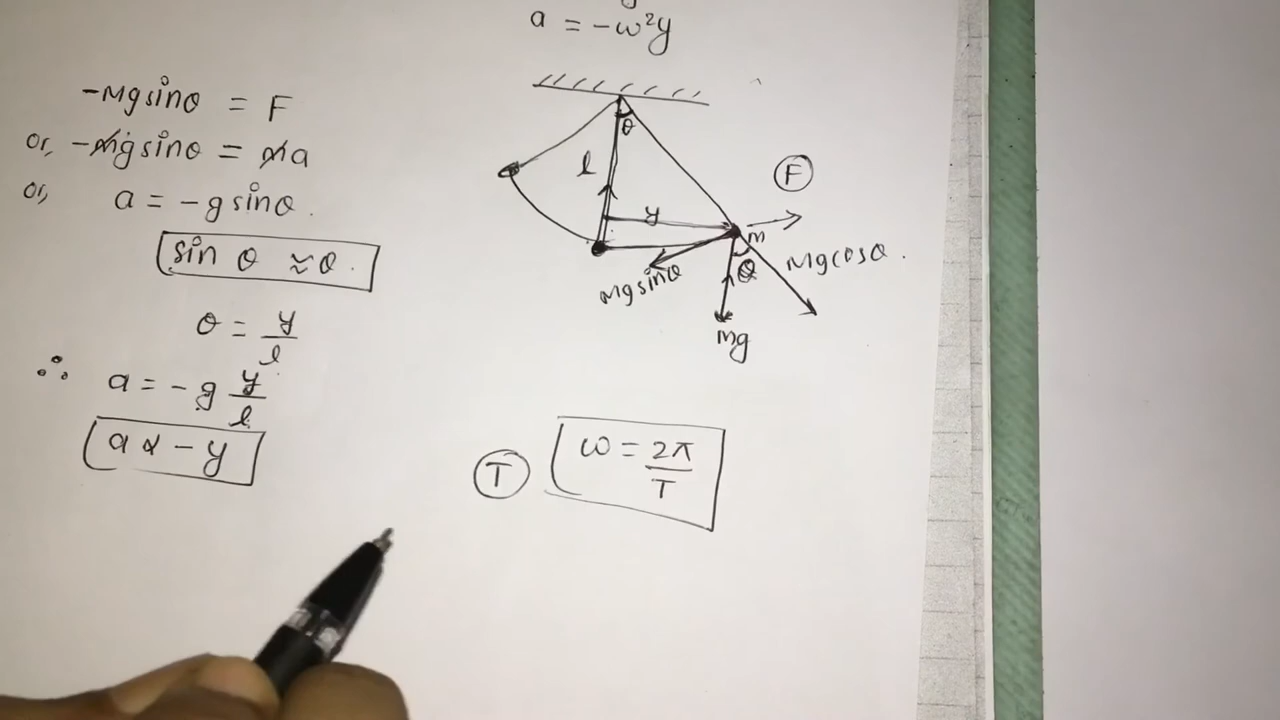 a = -ω²y
-Mg sinθ = F
or, -mg sinθ = ma
or, a = -g sinθ.
sin θ ≈ θ.
θ = y/l
∴ a = -g y/l
a α - y
θ
l
y
F
m
Mg sinθ
θ
Mg cosθ.
Mg
T
ω = 2π/T